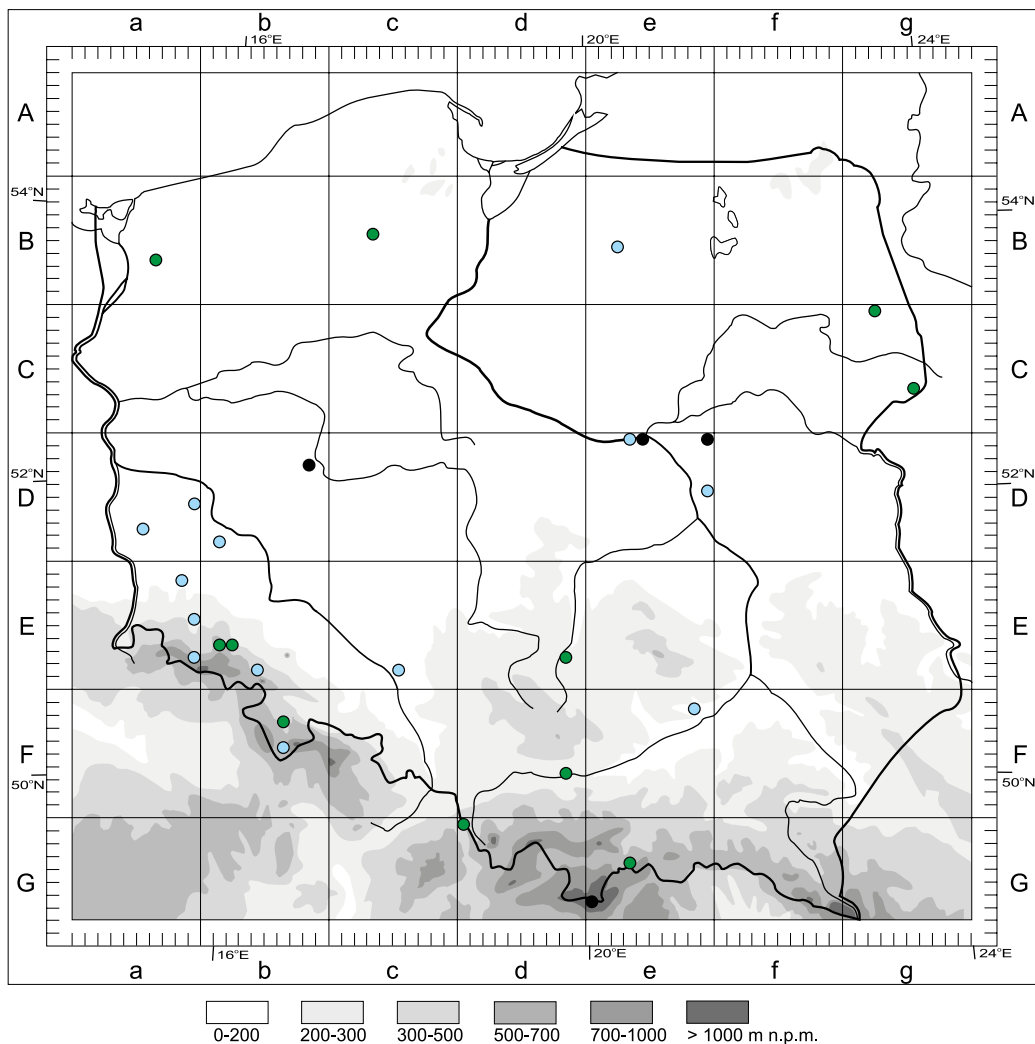 a b c d e f g
16°E 20°E 24°E
A A
54°N 54°N
B B
C C
52°N 52°N
D D
E E
F F
50°N 50°N
G G
16°E 20°E 24°E
a b c d e f g
0-200 200-300 300-500 500-700 700-1000 > 1000 m n.p.m.